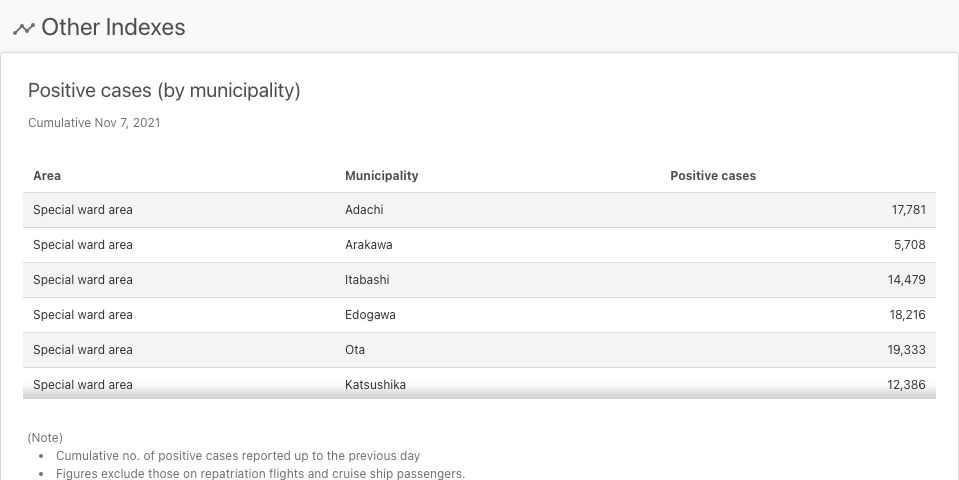 Other Indexes
Positive cases (by municipality)
Cumulative Nov 7, 2021
Area Municipality Positive cases
Special ward area Adachi 17,781
Special ward area Arakawa 5,708
Special ward area Itabashi 14,479
Special ward area Edogawa 18,216
Special ward area Ota 19,333
Special ward area Katsushika 12,386
(Note)
• Cumulative no. of positive cases reported up to the previous day
• Figures exclude those on repatriation flights and cruise ship passengers.